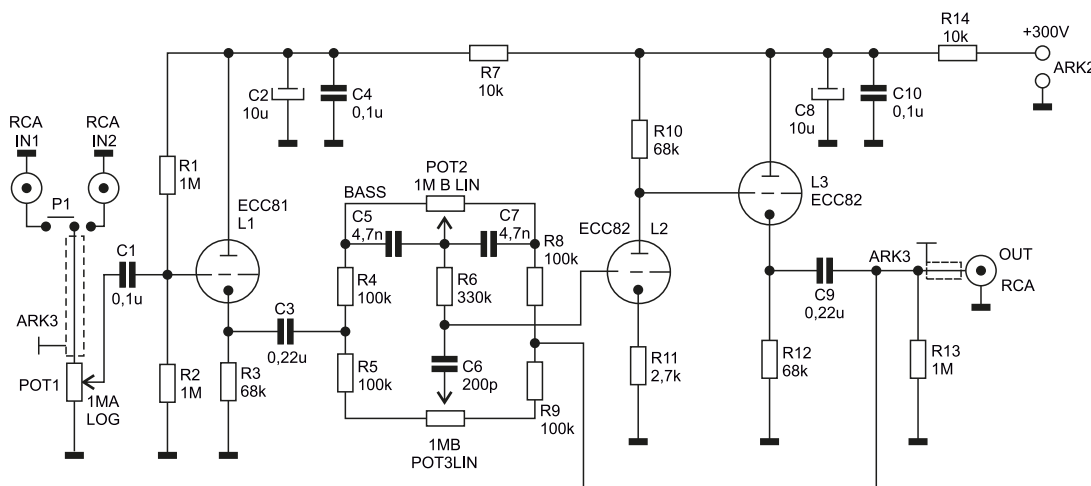 RCA
IN1
RCA
IN2
P1
R1
1M
C1
0,1u
ARK3
POT1
1MA
LOG
R2
1M
ECC81
L1
R3
68k
C2
10u
C4
0,1u
R7
10k
C3
0,22u
BASS
POT2
1M B LIN
C5
4,7n
C7
4,7n
R4
100k
R5
100k
R6
330k
C6
200p
R8
100k
R9
100k
1MB
POT3LIN
R10
68k
ECC82
L2
R11
2,7k
L3
ECC82
C8
10u
C10
0,1u
R14
10k
+300V
ARK2
R12
68k
C9
0,22u
ARK3
R13
1M
OUT
RCA